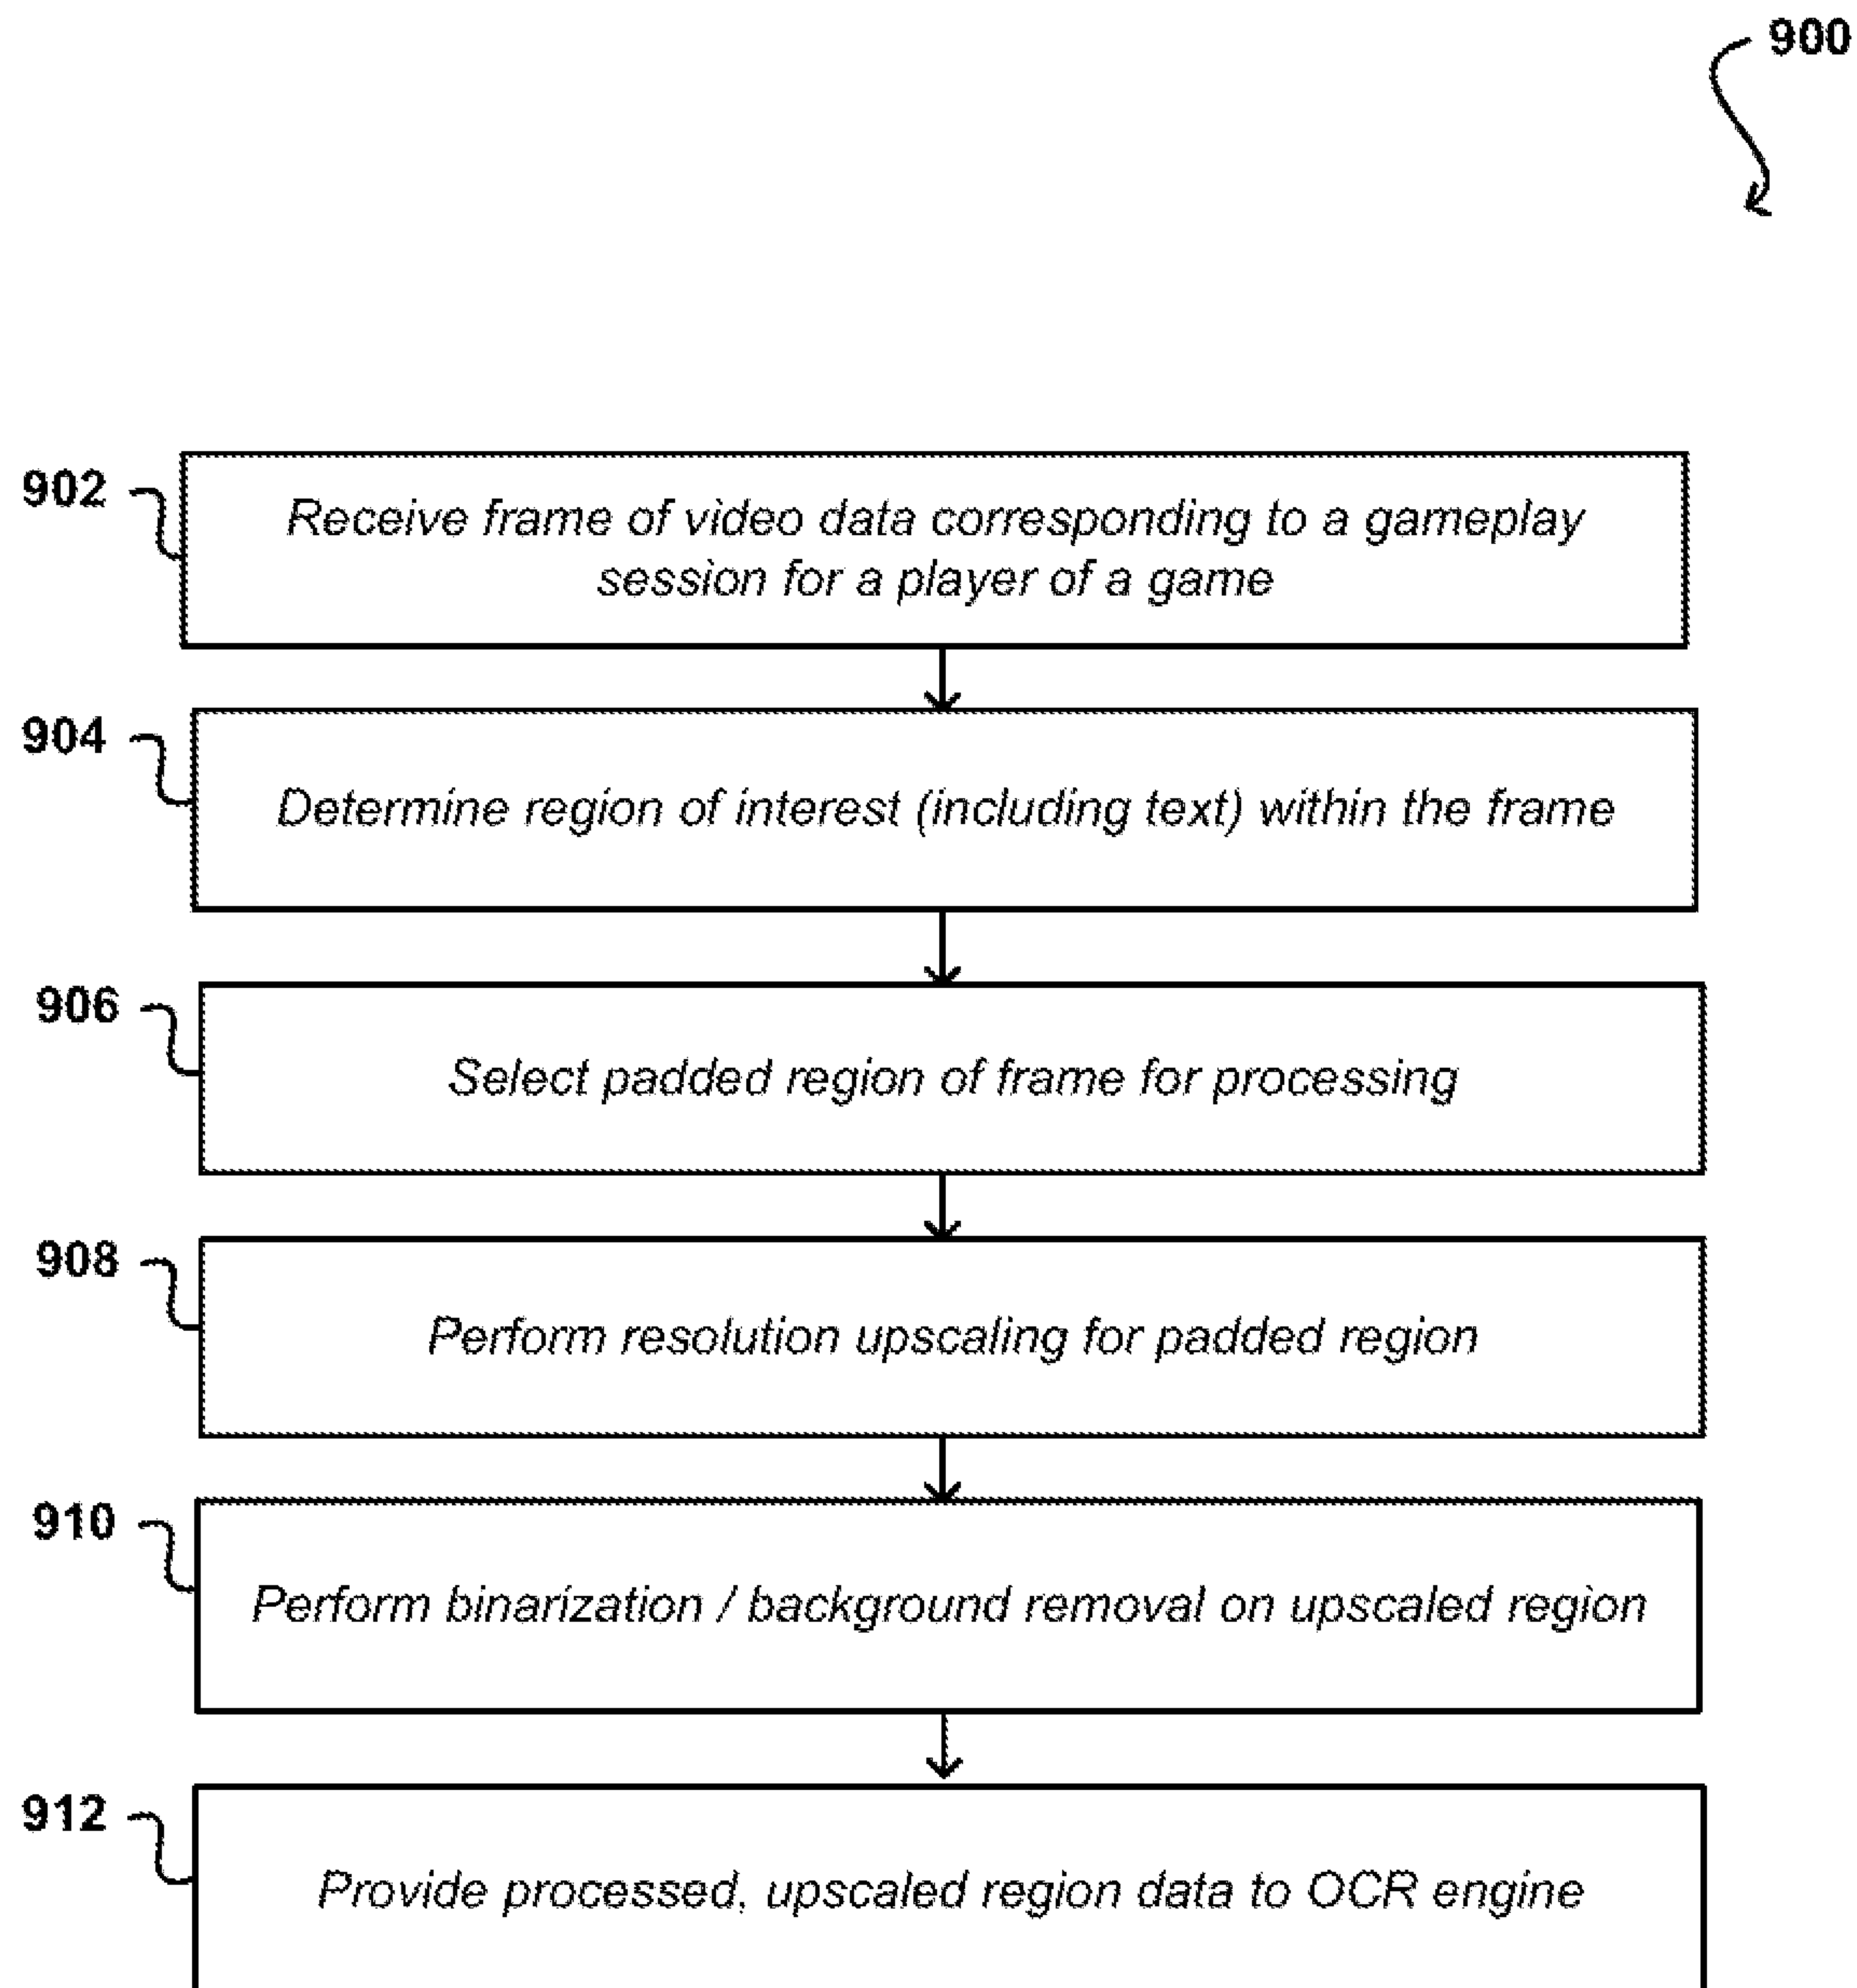 900
902
Receive frame of video data corresponding to a gameplay
session for a player of a game
904
Determine region of interest (including text) within the frame
906
Select padded region of frame for processing
908
Perform resolution upscaling for padded region
910
Perform binarization / background removal on upscaled region
912
Provide processed, upscaled region data to OCR engine